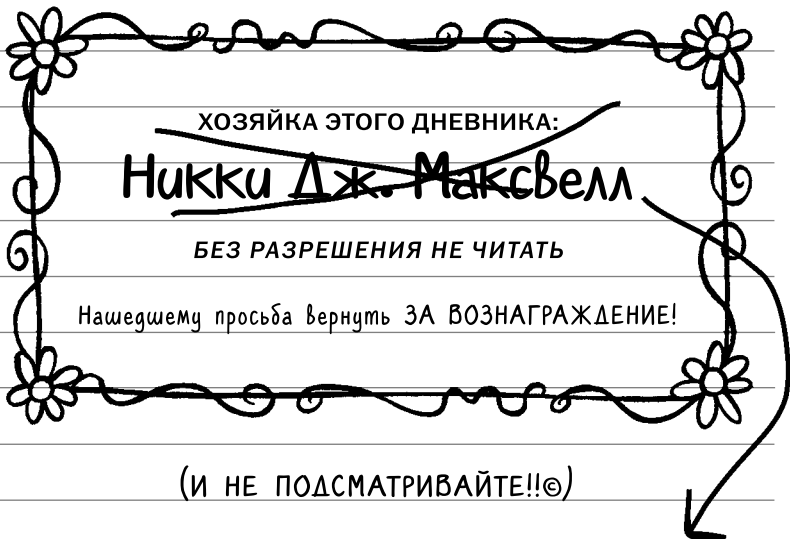 ХОЗЯЙКА ЭТОГО ДНЕВНИКА:
Никки Дж. Максвелл
БЕЗ РАЗРЕШЕНИЯ НЕ ЧИТАТЬ
Нашедшему просьба вернуть ЗА ВОЗНАГРАЖДЕНИЕ!
(И НЕ ПОДСМАТРИВАЙТЕ!!☺)